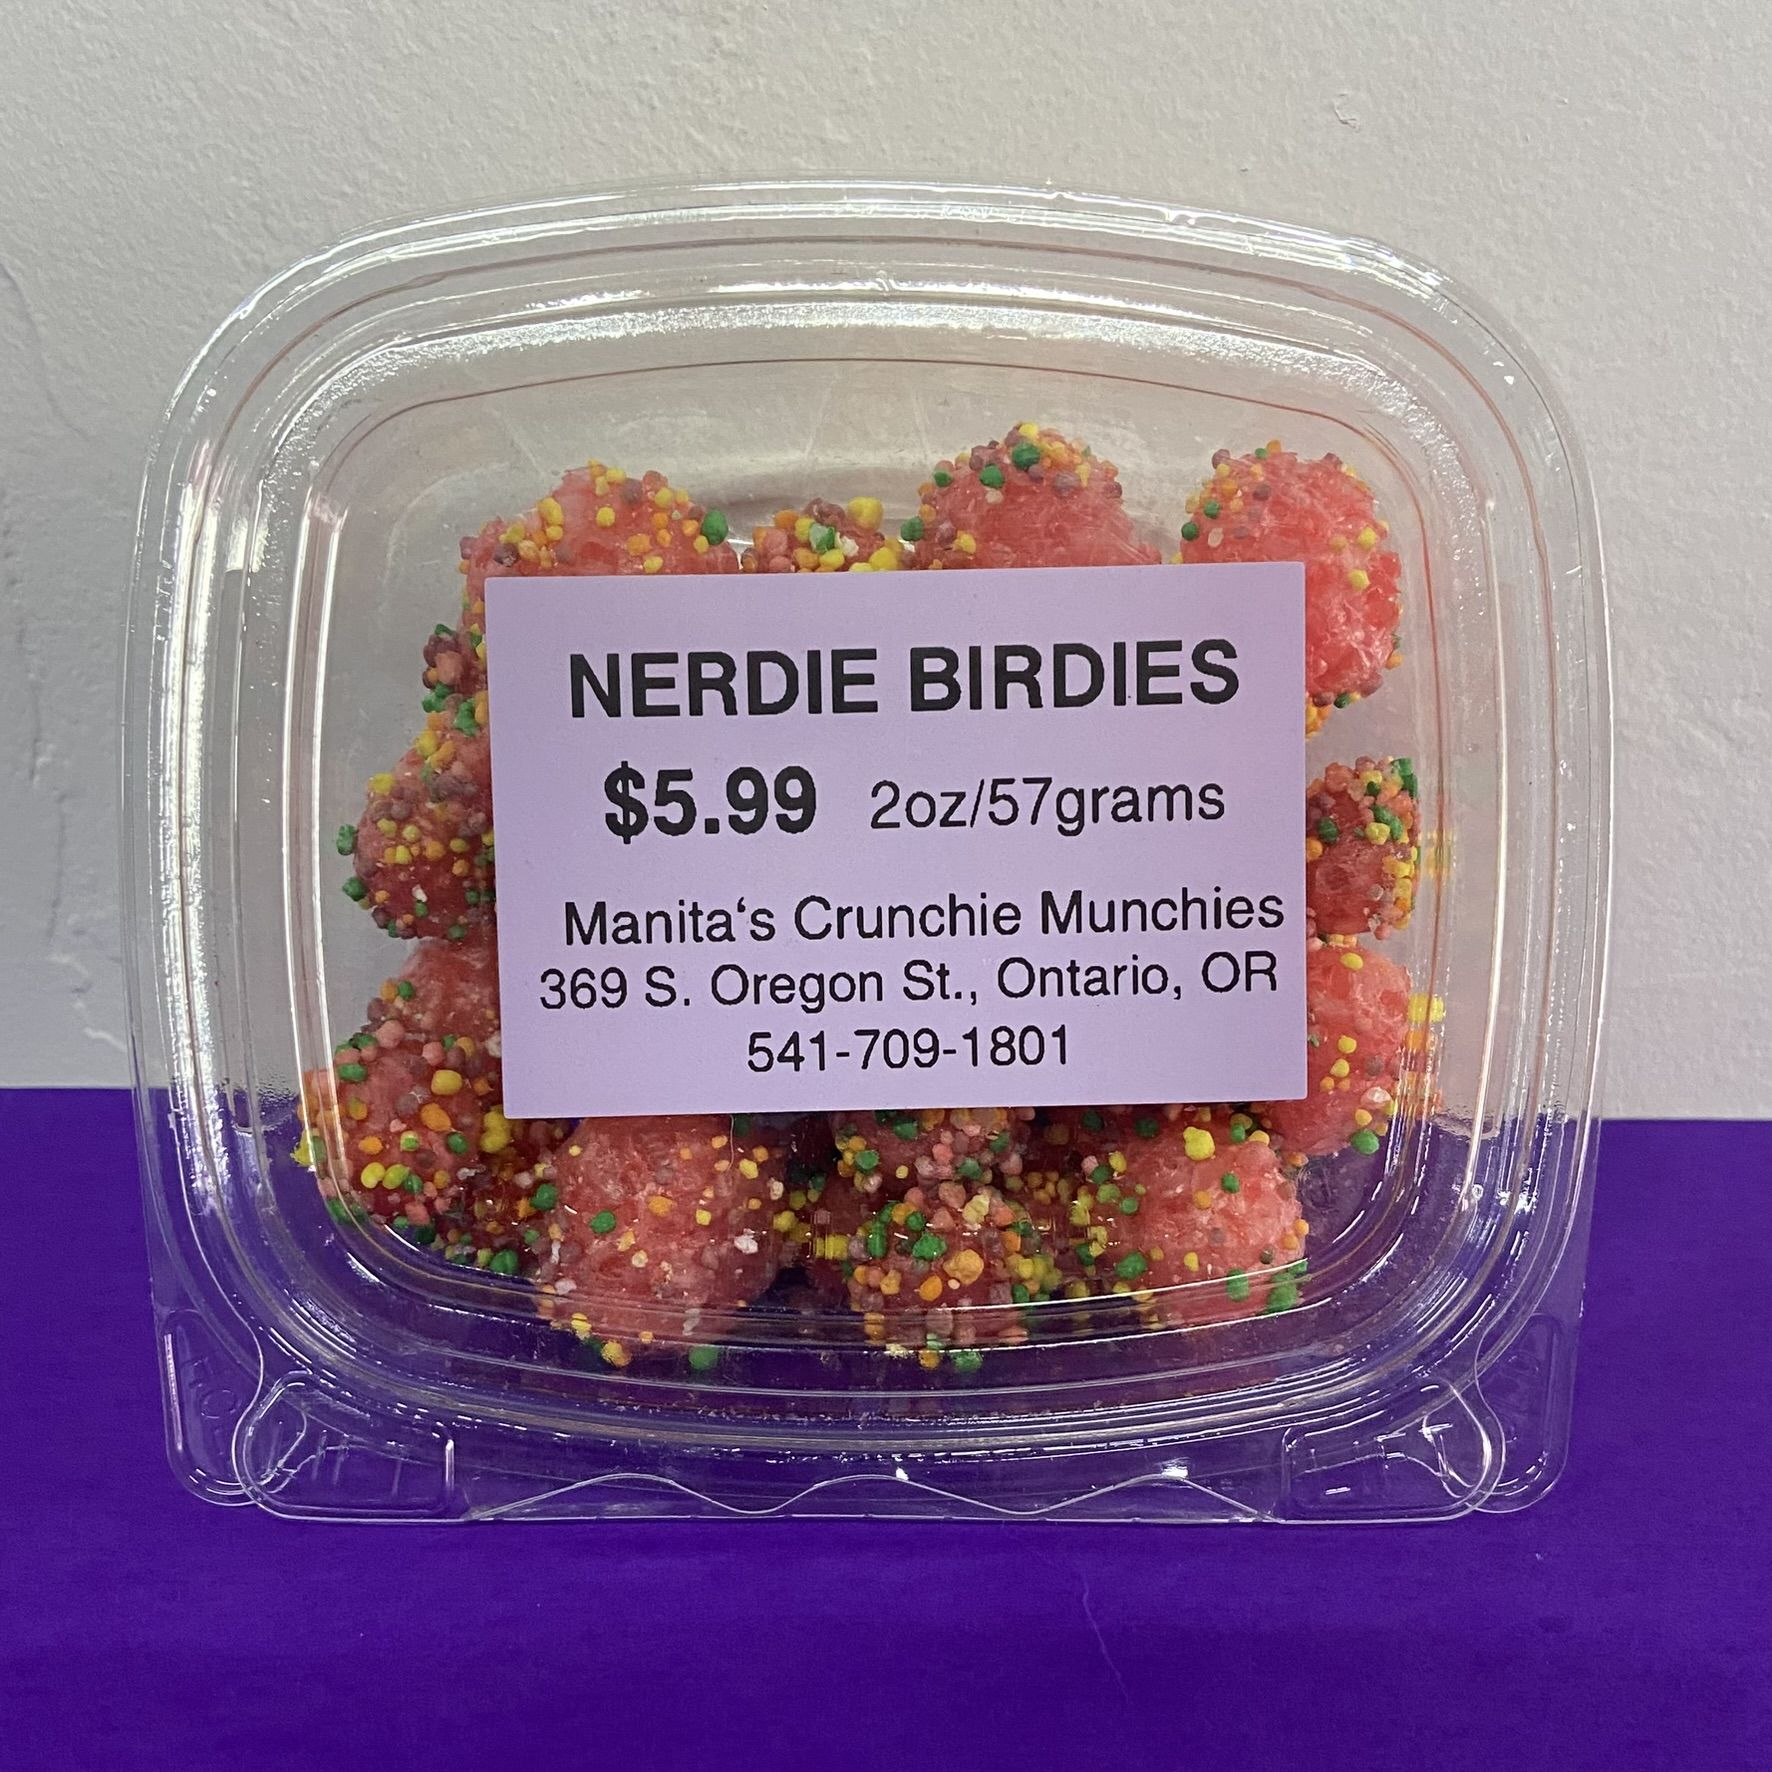 NERDIE BIRDIES
$5.99 2oz/57grams
Manita‘s Crunchie Munchies
369 S. Oregon St., Ontario, OR
541-709-1801